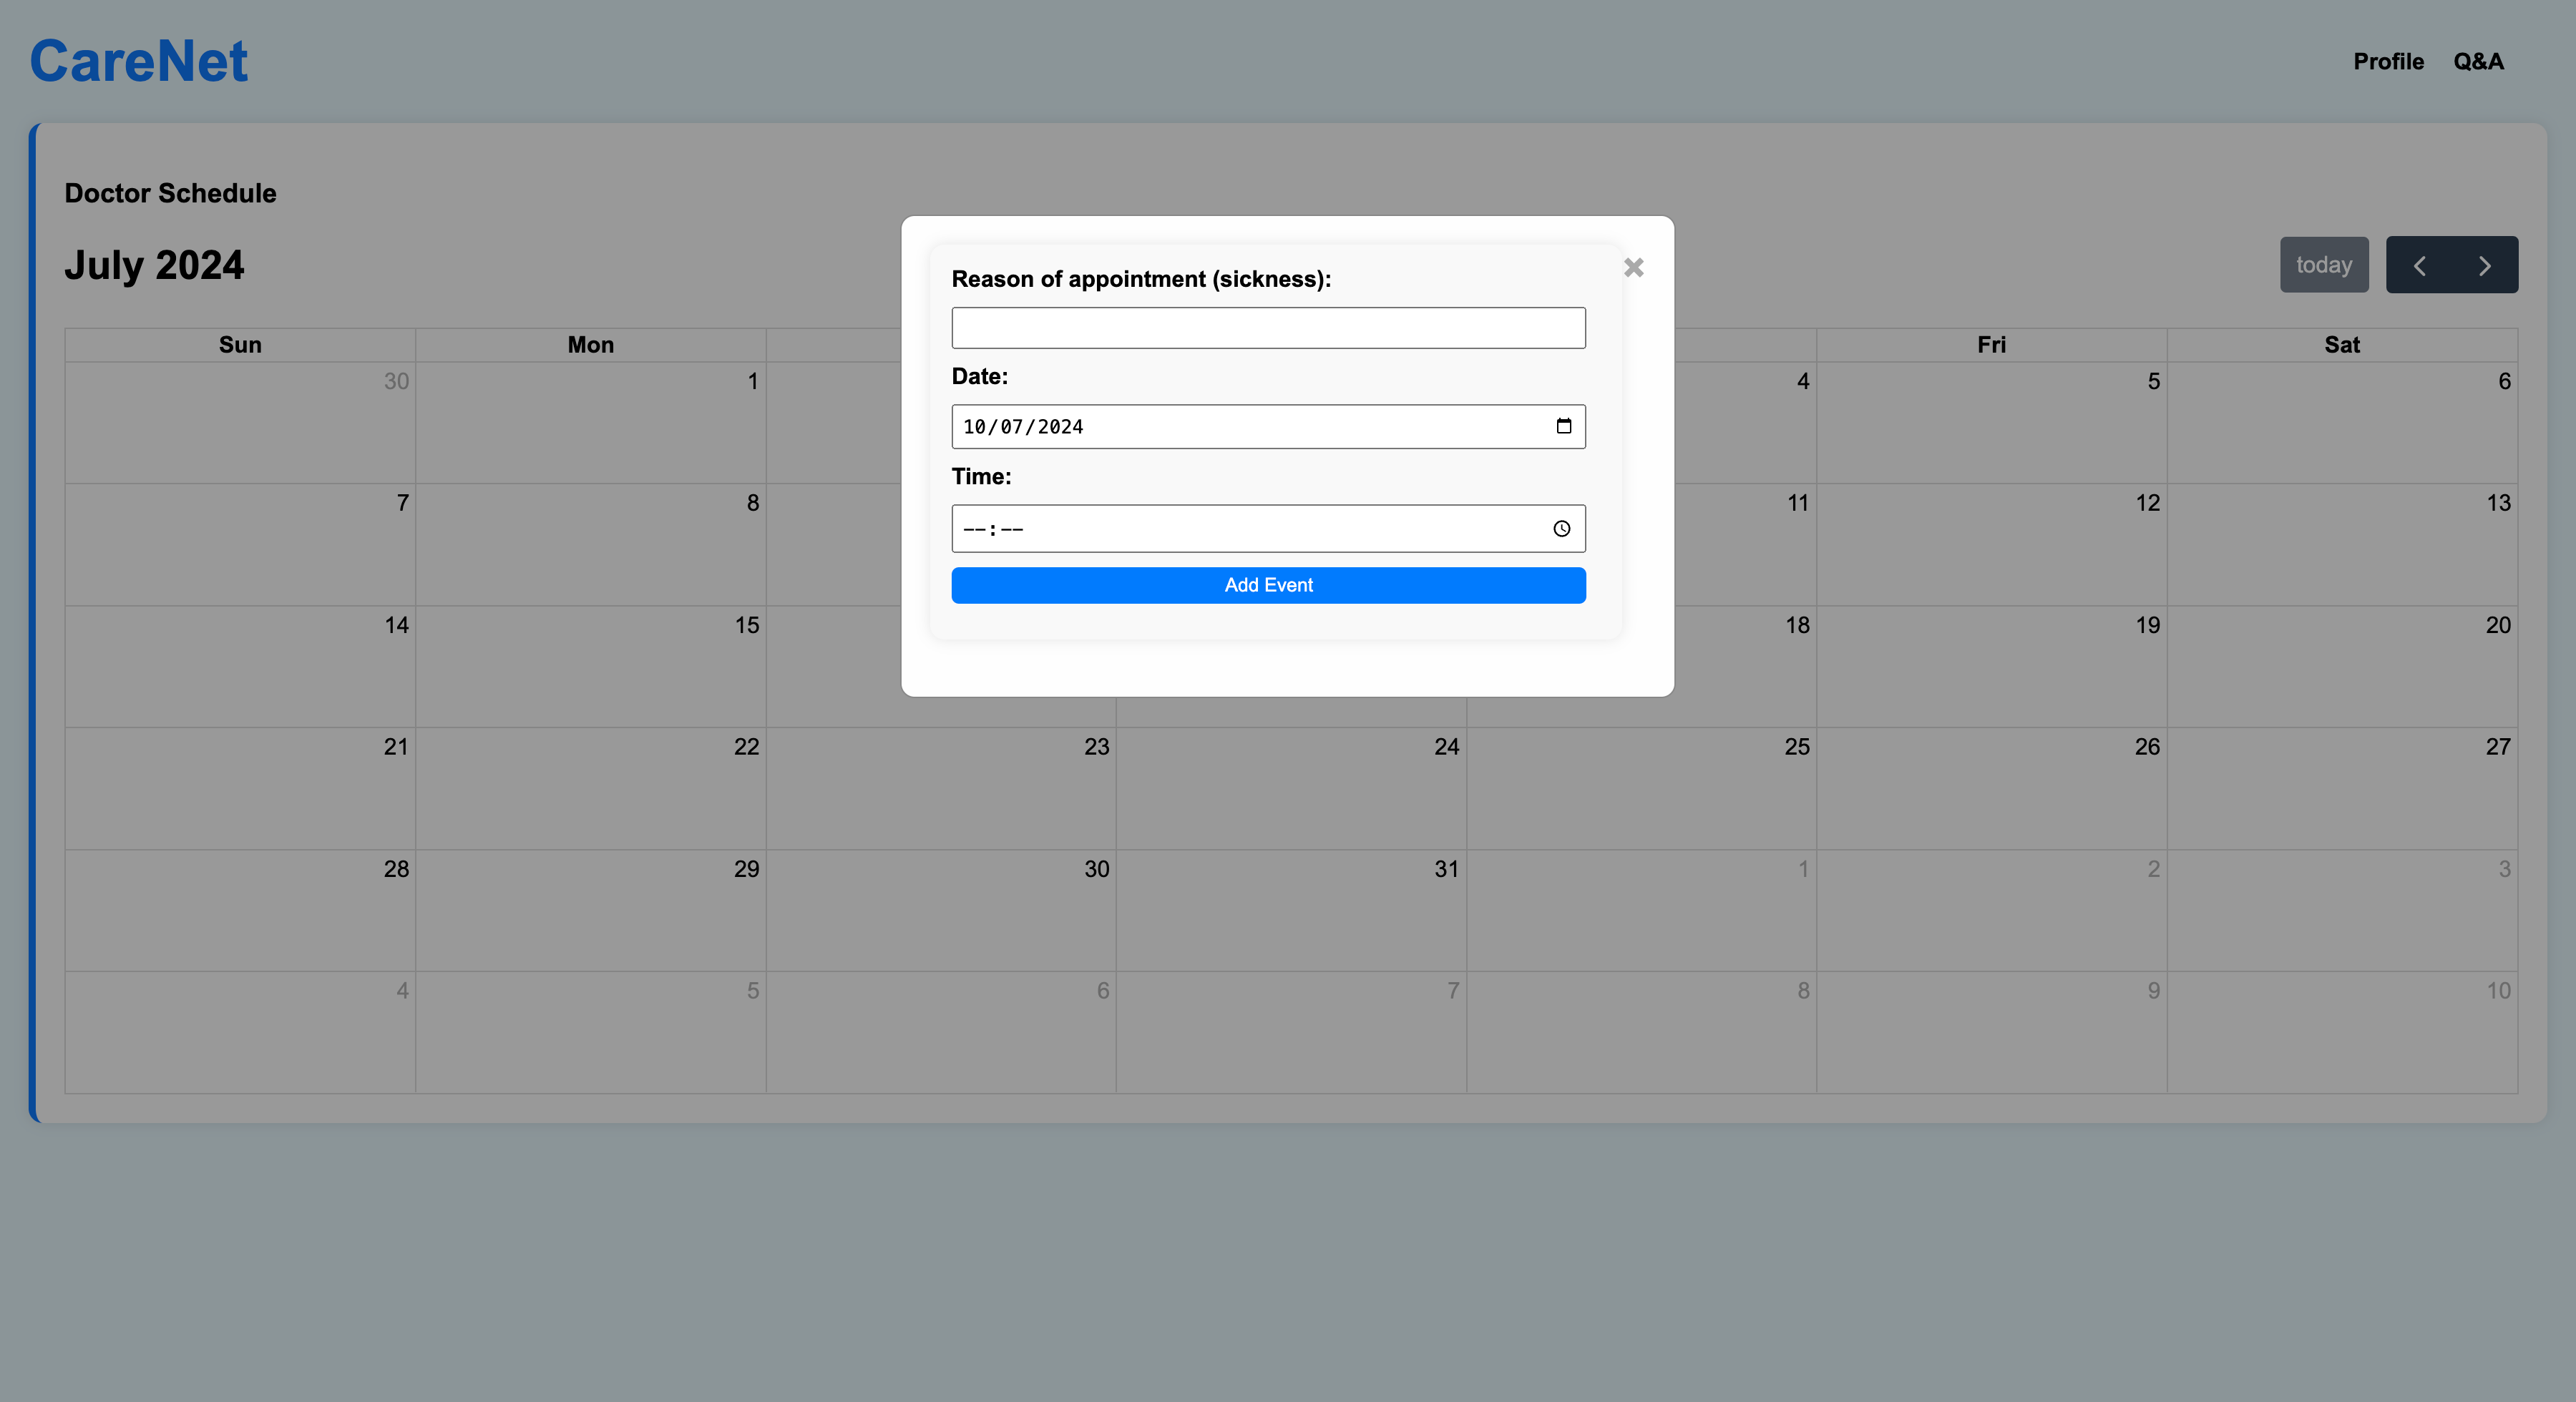 CareNet
Profile Q&A
Doctor Schedule
July 2024
today
Reason of appointment (sickness):
Date:
10/07/2024
Time:
--:--
Add Event
Sun Mon Fri Sat
30 1 4 5 6
7 8 11 12 13
14 15 18 19 20
21 22 23 24 25 26 27
28 29 30 31 1 2 3
4 5 6 7 8 9 10